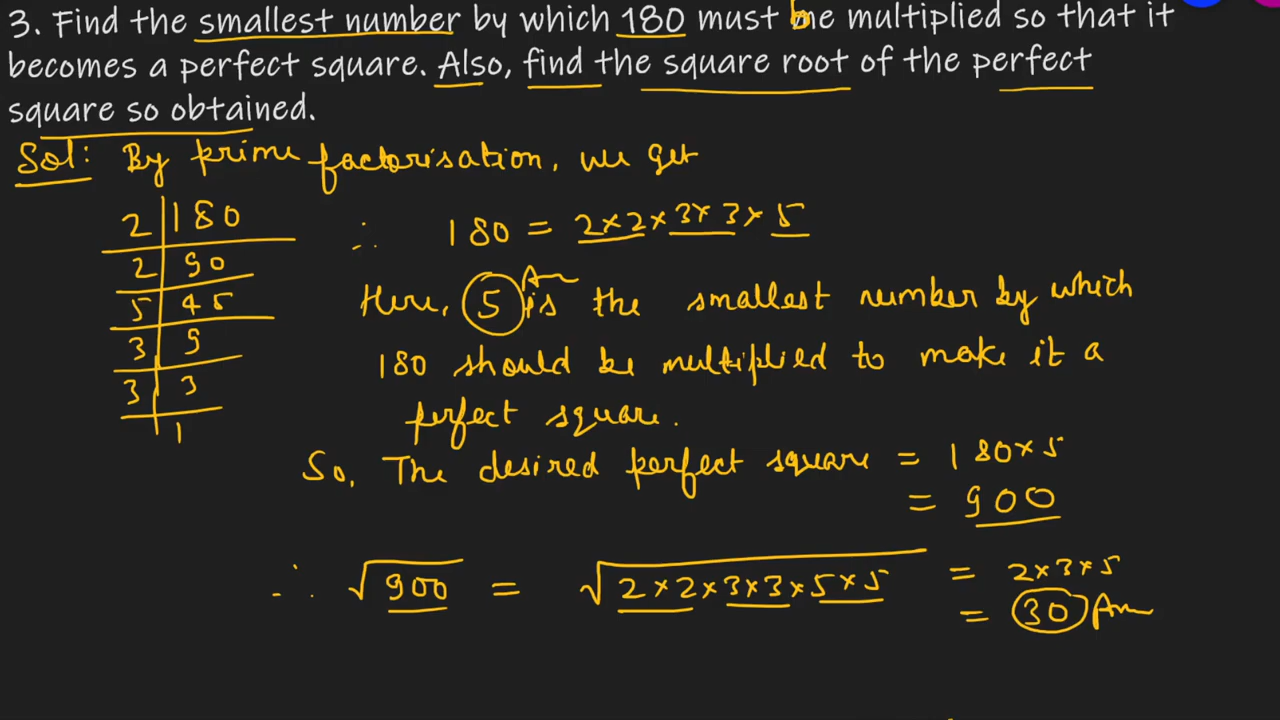 3. Find the smallest number by which 180 must be multiplied so that it
becomes a perfect square. Also, find the square root of the perfect
square so obtained.
Sol: By prime factorisation, we get
2 | 180
2 | 90
5 | 45
3 | 9
3 | 3
1
∴ 180 = 2×2×3×3×5
Here, 5 Ans is the smallest number by which
180 should be multiplied to make it a
perfect square.
So, The desired perfect square = 180×5
= 900
∴ √900 = √2×2×3×3×5×5 = 2×3×5
= 30 Ans